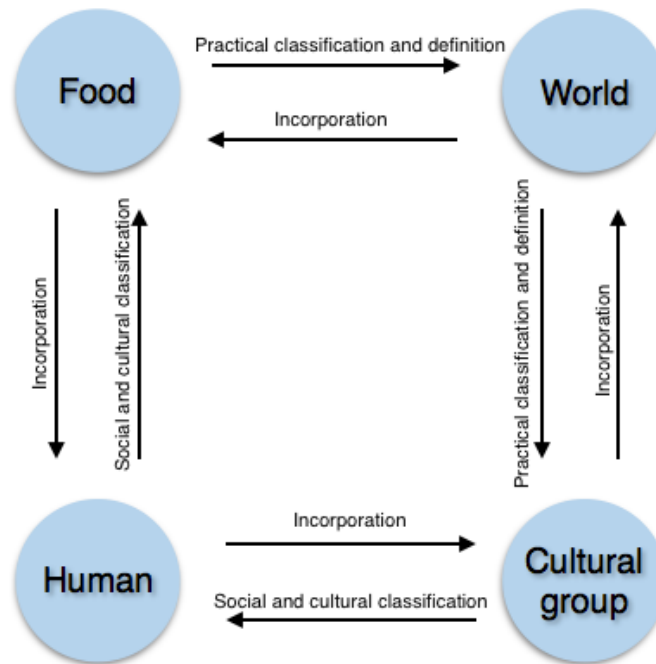 Practical classification and definition
Food
World
Incorporation
Incorporation
Social and cultural classification
Practical classification and definition
Incorporation
Incorporation
Human
Cultural
group
Social and cultural classification